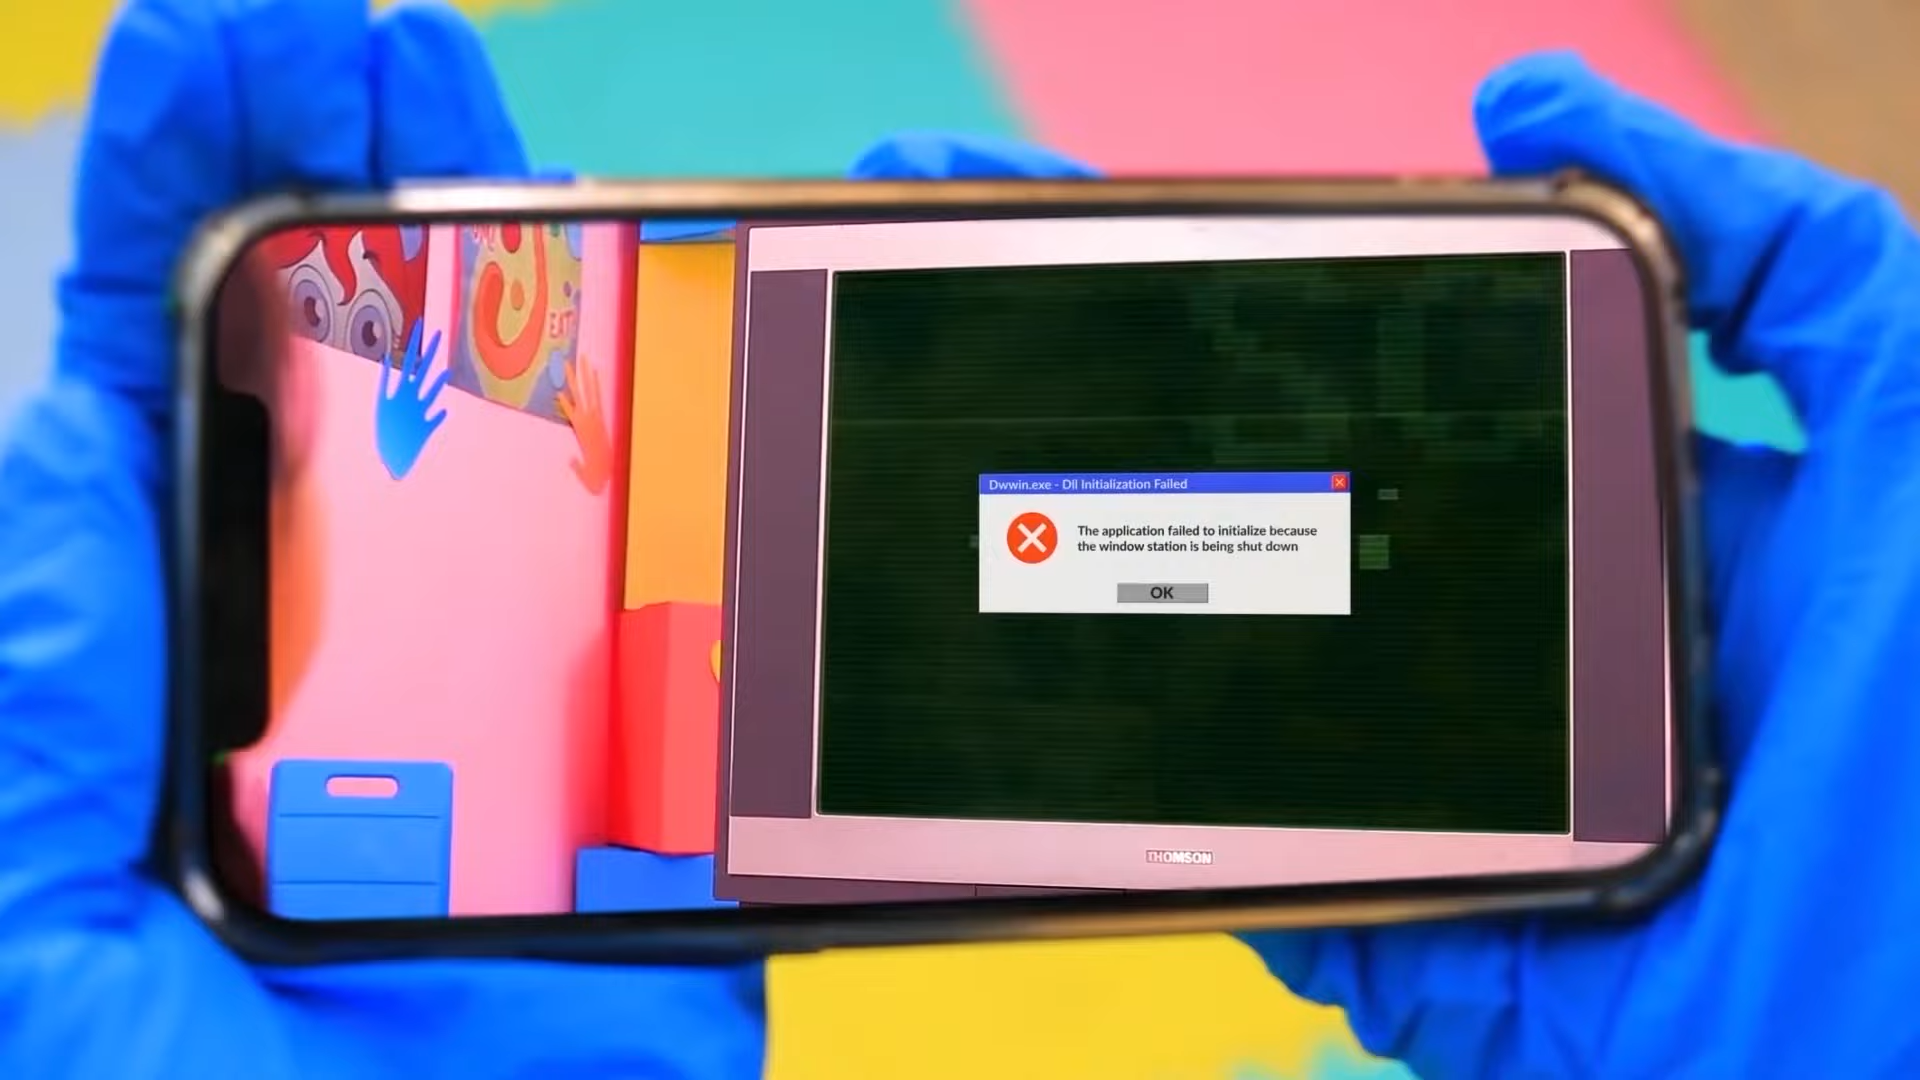 EAT
Dwwin.exe - Dll Initialization Failed
The application failed to initialize because
the window station is being shut down
OK
THOMSON